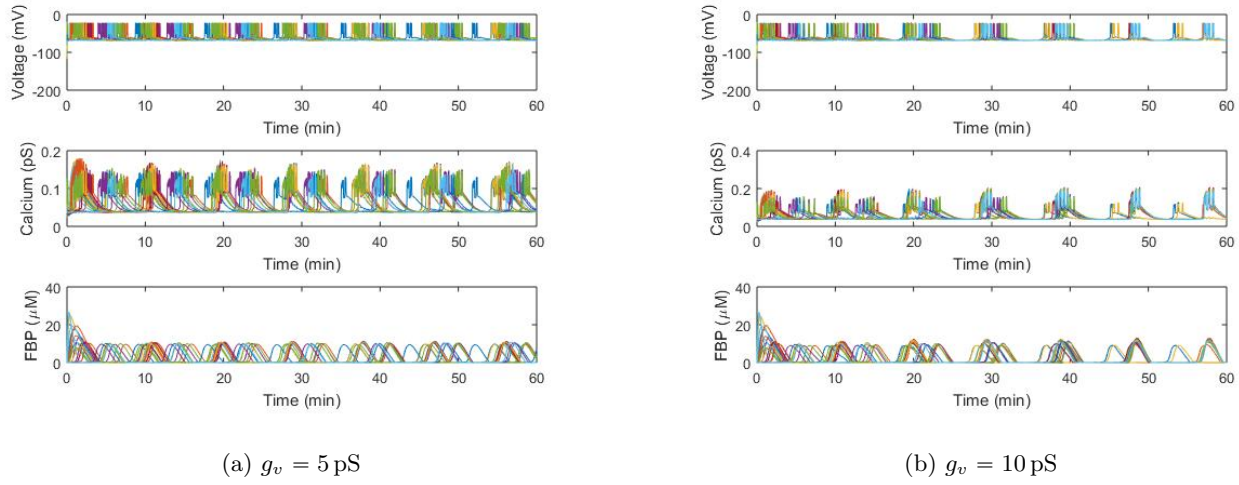 Voltage (mV)
0
-100
-200
0 10 20 30 40 50 60
Time (min)
Calcium (pS)
0.2
0.1
0
0 10 20 30 40 50 60
Time (min)
FBP (μM)
40
20
0
0 10 20 30 40 50 60
Time (min)
(a) g_v = 5 pS
Voltage (mV)
0
-100
-200
0 10 20 30 40 50 60
Time (min)
Calcium (pS)
0.4
0.2
0
0 10 20 30 40 50 60
Time (min)
FBP (μM)
40
20
0
0 10 20 30 40 50 60
Time (min)
(b) g_v = 10 pS